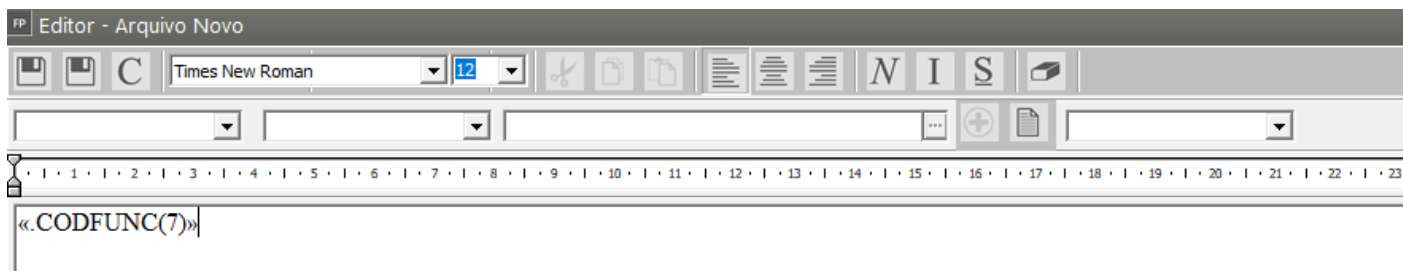 FP Editor - Arquivo Novo
C Times New Roman 12 N I S
...
1 2 3 4 5 6 7 8 9 10 11 12 13 14 15 16 17 18 19 20 21 22 23
«.CODFUNC(7)»